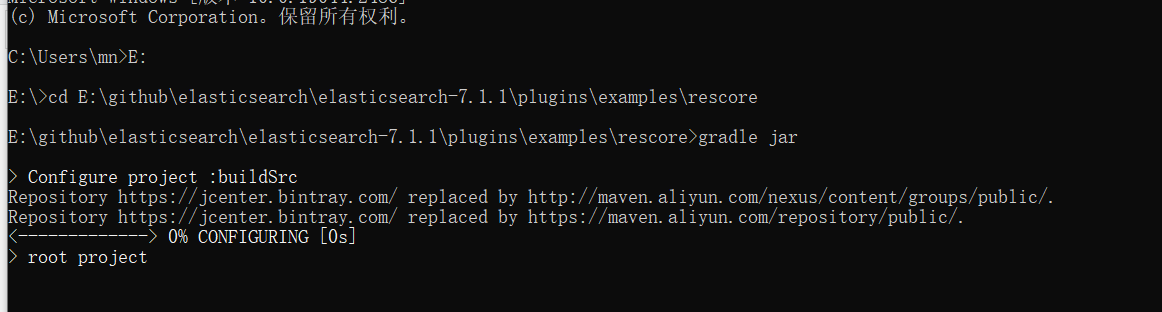 (c) Microsoft Corporation。保留所有权利。
C:\Users\mn>E:
E:\>cd E:\github\elasticsearch\elasticsearch-7.1.1\plugins\examples\rescore
E:\github\elasticsearch\elasticsearch-7.1.1\plugins\examples\rescore>gradle jar
> Configure project :buildSrc
Repository https://jcenter.bintray.com/ replaced by http://maven.aliyun.com/nexus/content/groups/public/.
Repository https://jcenter.bintray.com/ replaced by https://maven.aliyun.com/repository/public/.
<-------------> 0% CONFIGURING [0s]
> root project